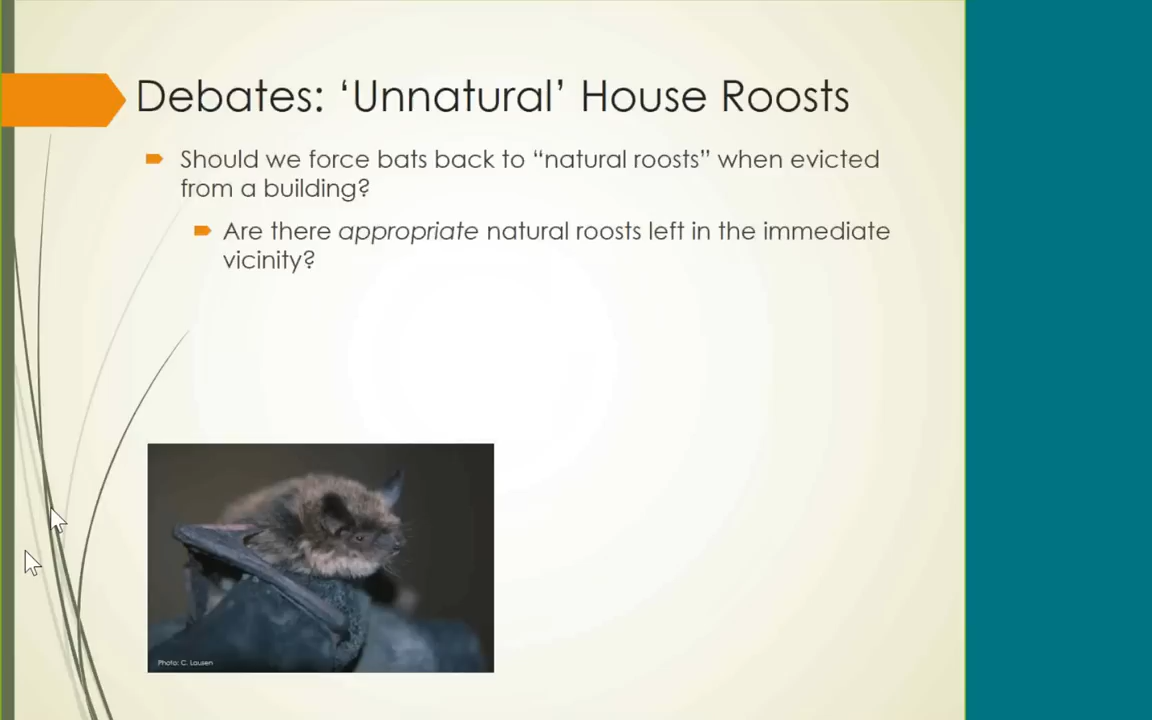 Debates: ‘Unnatural’ House Roosts
Should we force bats back to “natural roosts” when evicted
from a building?
Are there appropriate natural roosts left in the immediate
vicinity?
Photo: C. Lausen